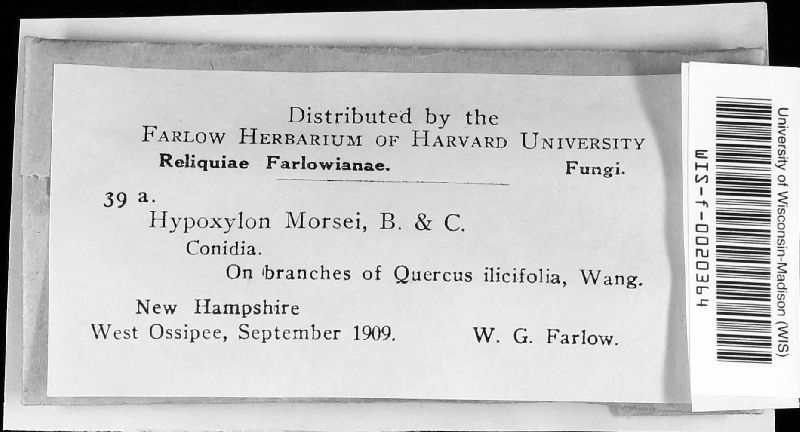 Distributed by the
FARLOW HERBARIUM OF HARVARD UNIVERSITY
Reliquiae Farlowianae. Fungi.
39 a.
Hypoxylon Morsei, B. & C.
Conidia.
On branches of Quercus ilicifolia, Wang.
New Hampshire
West Ossipee, September 1909. W. G. Farlow.
University of Wisconsin-Madison (WIS)
WIS-f-0020364